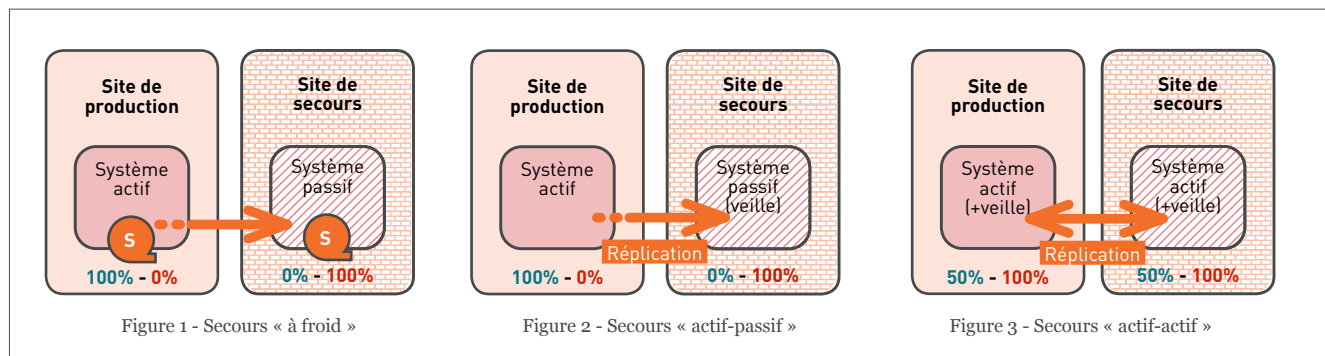 Site de
production
Système
actif
S
100% - 0%
Site de
secours
Système
passif
S
0% - 100%
Figure 1 - Secours « à froid »
Site de
production
Système
actif
100% - 0%
Réplication
Site de
secours
Système
passif
(veille)
0% - 100%
Figure 2 - Secours « actif-passif »
Site de
production
Système
actif
(+veille)
50% - 100%
Réplication
Site de
secours
Système
actif
(+veille)
50% - 100%
Figure 3 - Secours « actif-actif »